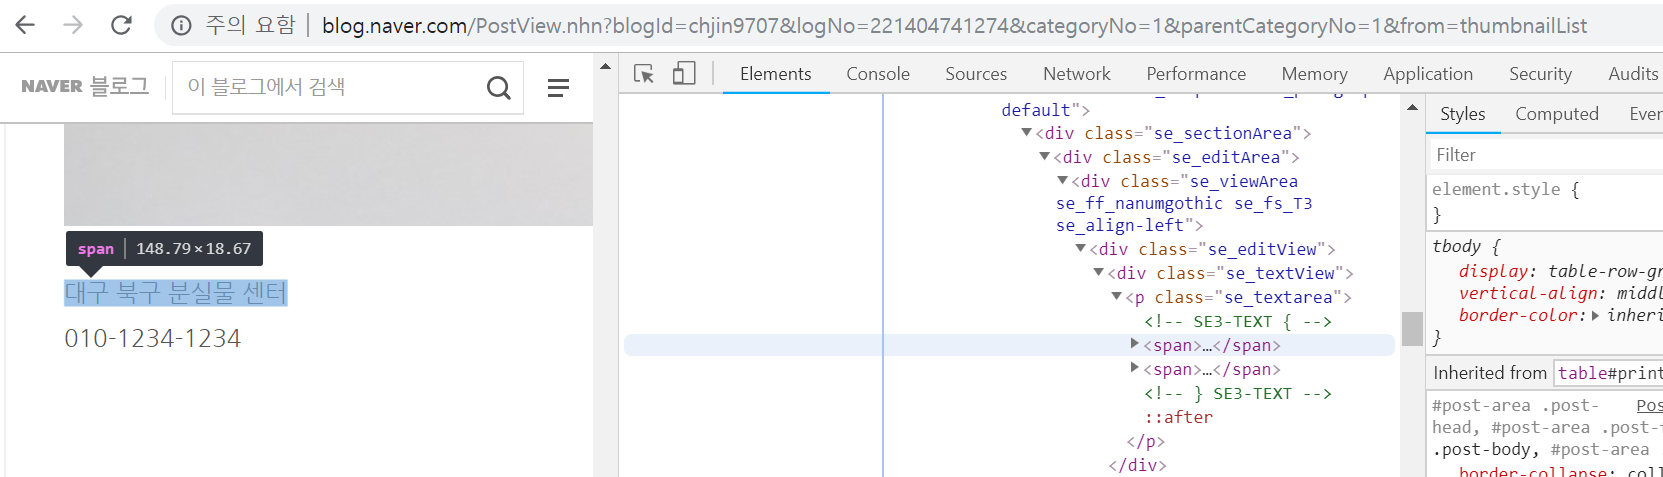 주의 요함 | blog.naver.com/PostView.nhn?blogId=chjin9707&logNo=221404741274&categoryNo=1&parentCategoryNo=1&from=thumbnailList
NAVER 블로그
이 블로그에서 검색
span | 148.79 × 18.67
대구 북구 분실물 센터
010-1234-1234
Elements Console Sources Network Performance Memory Application Security Audits
default">
<div class="se_sectionArea">
<div class="se_editArea">
<div class="se_viewArea
se_ff_nanumgothic se_fs_T3
se_align-left">
<div class="se_editView">
<div class="se_textView">
<p class="se_textarea">
<!-- SE3-TEXT { -->
<span>…</span>
<span>…</span>
<!-- } SE3-TEXT -->
::after
</p>
</div>
Styles Computed Ever
Filter
element.style {
}
tbody {
display: table-row-gr
vertical-align: middl
border-color: inheri
}
Inherited from table#print
#post-area .post- Pos
head, #post-area .post-
.post-body, #post-area
border-collapse: coll